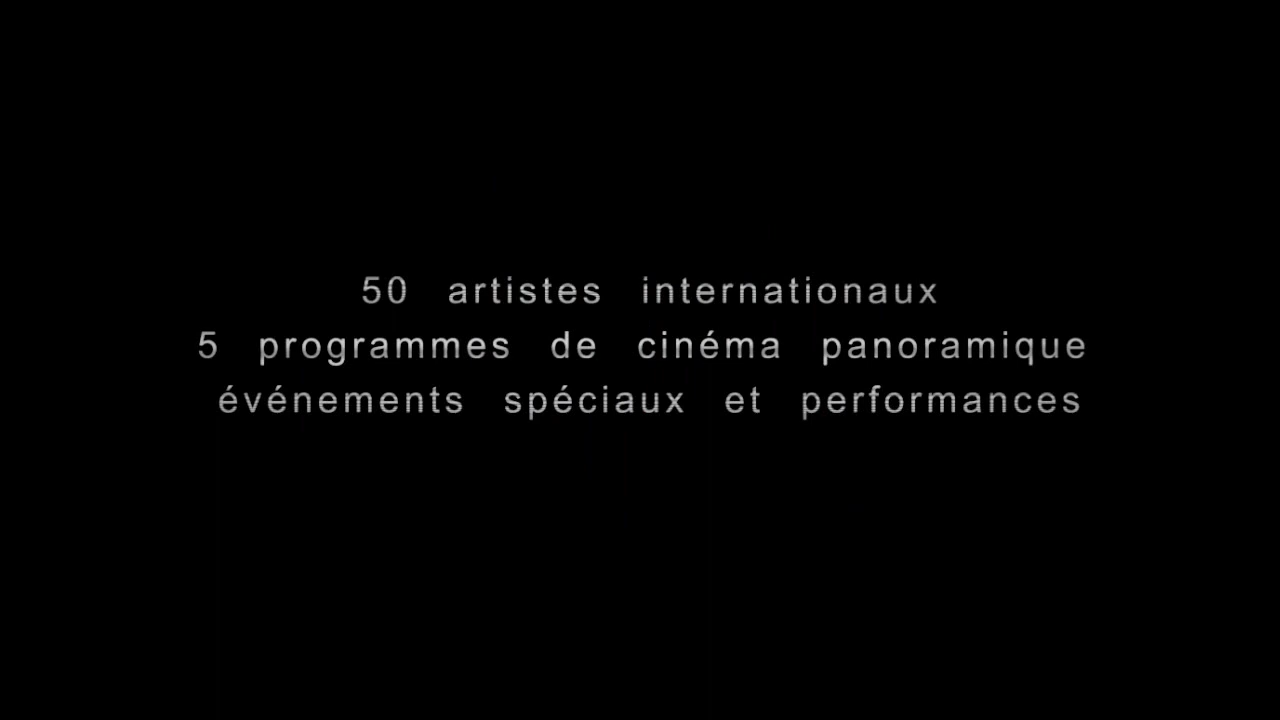 50 artistes internationaux
5 programmes de cinéma panoramique
événements spéciaux et performances